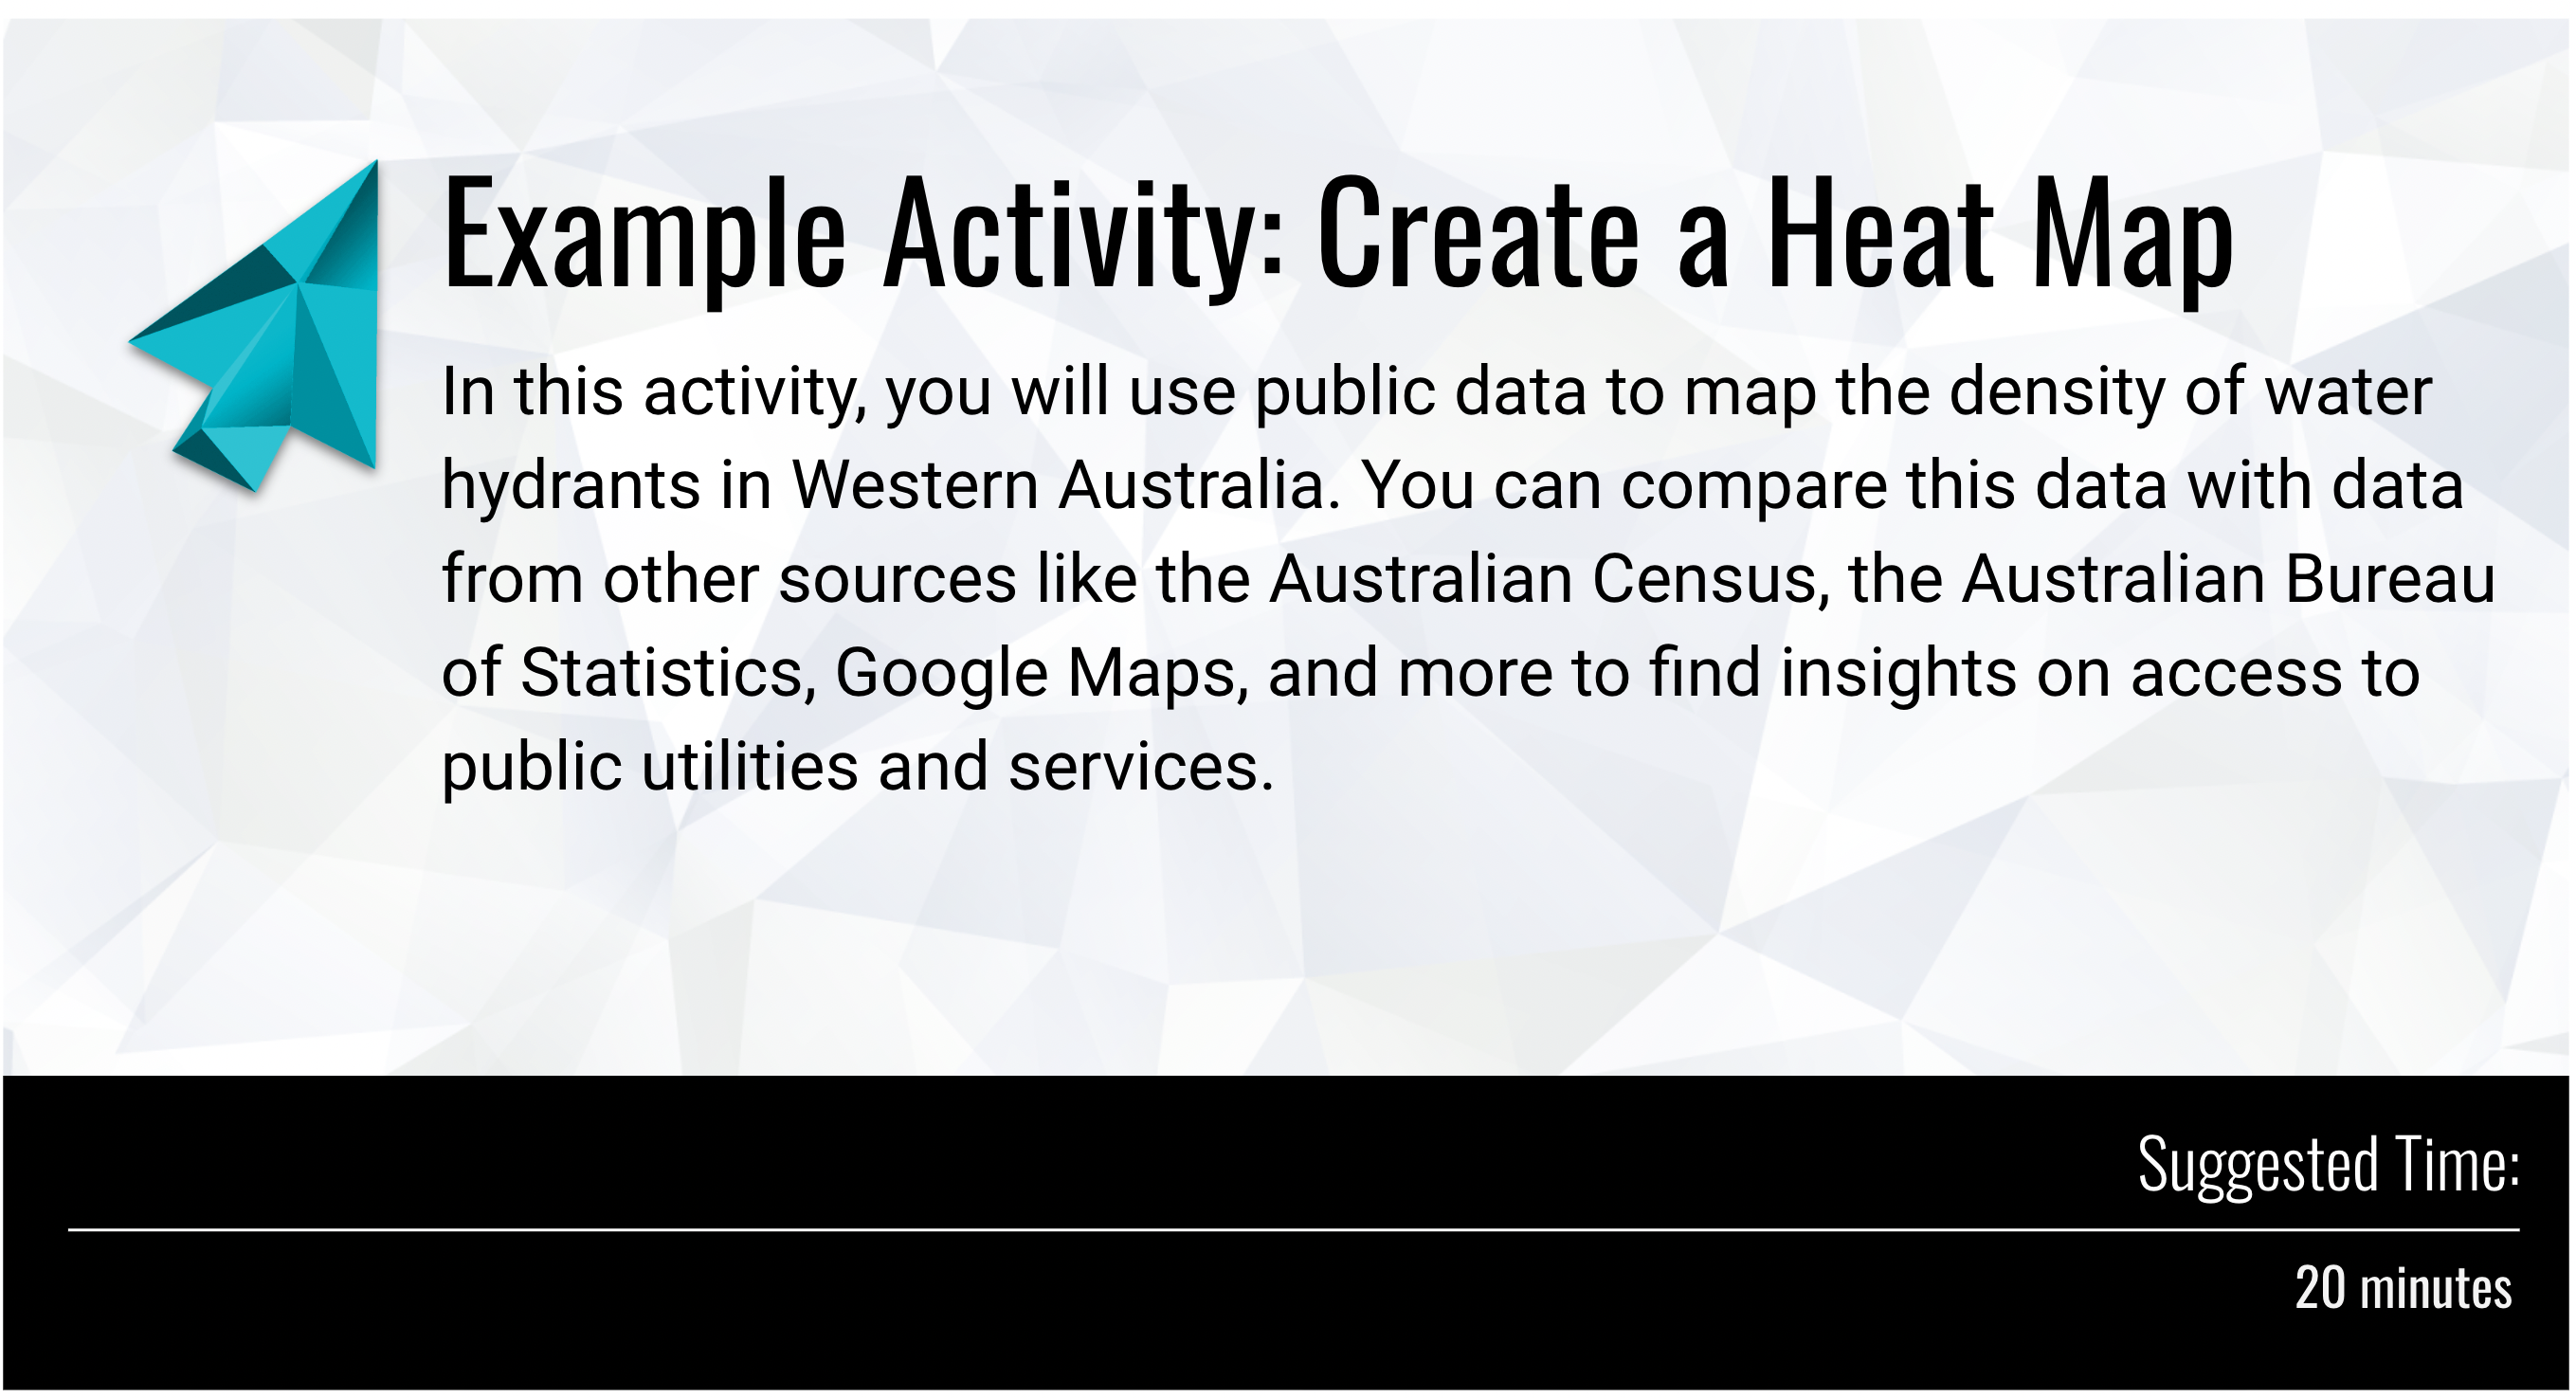 Example Activity: Create a Heat Map
In this activity, you will use public data to map the density of water
hydrants in Western Australia. You can compare this data with data
from other sources like the Australian Census, the Australian Bureau
of Statistics, Google Maps, and more to find insights on access to
public utilities and services.
Suggested Time:
20 minutes